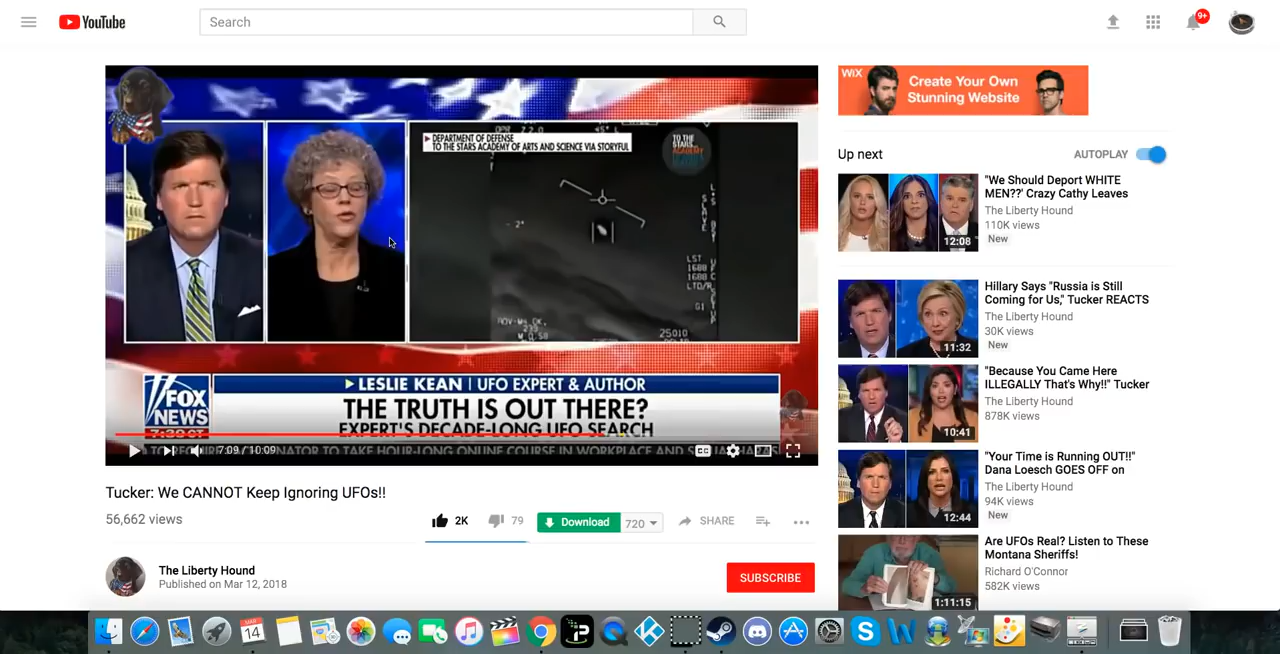 YouTube
Search
9+
DEPARTMENT OF DEFENSE
TO THE STARS ACADEMY OF ARTS AND SCIENCE VIA STORYFUL
TO THE
STARS
ACADEMY
LESLIE KEAN | UFO EXPERT & AUTHOR
THE TRUTH IS OUT THERE?
EXPERT'S DECADE-LONG UFO SEARCH
FOX
NEWS
7:09 / 10:09
CC
Tucker: We CANNOT Keep Ignoring UFOs!!
56,662 views
2K
79
Download
720
SHARE
The Liberty Hound
Published on Mar 12, 2018
SUBSCRIBE
WiX
Create Your Own
Stunning Website
Up next
AUTOPLAY
"We Should Deport WHITE
MEN??' Crazy Cathy Leaves
The Liberty Hound
110K views
New
12:08
Hillary Says "Russia is Still
Coming for Us," Tucker REACTS
The Liberty Hound
30K views
New
11:32
"Because You Came Here
ILLEGALLY That's Why!!" Tucker
The Liberty Hound
878K views
10:41
"Your Time is Running OUT!!"
Dana Loesch GOES OFF on
The Liberty Hound
94K views
New
12:44
Are UFOs Real? Listen to These
Montana Sheriffs!
Richard O'Connor
582K views
1:11:15
MAR
14